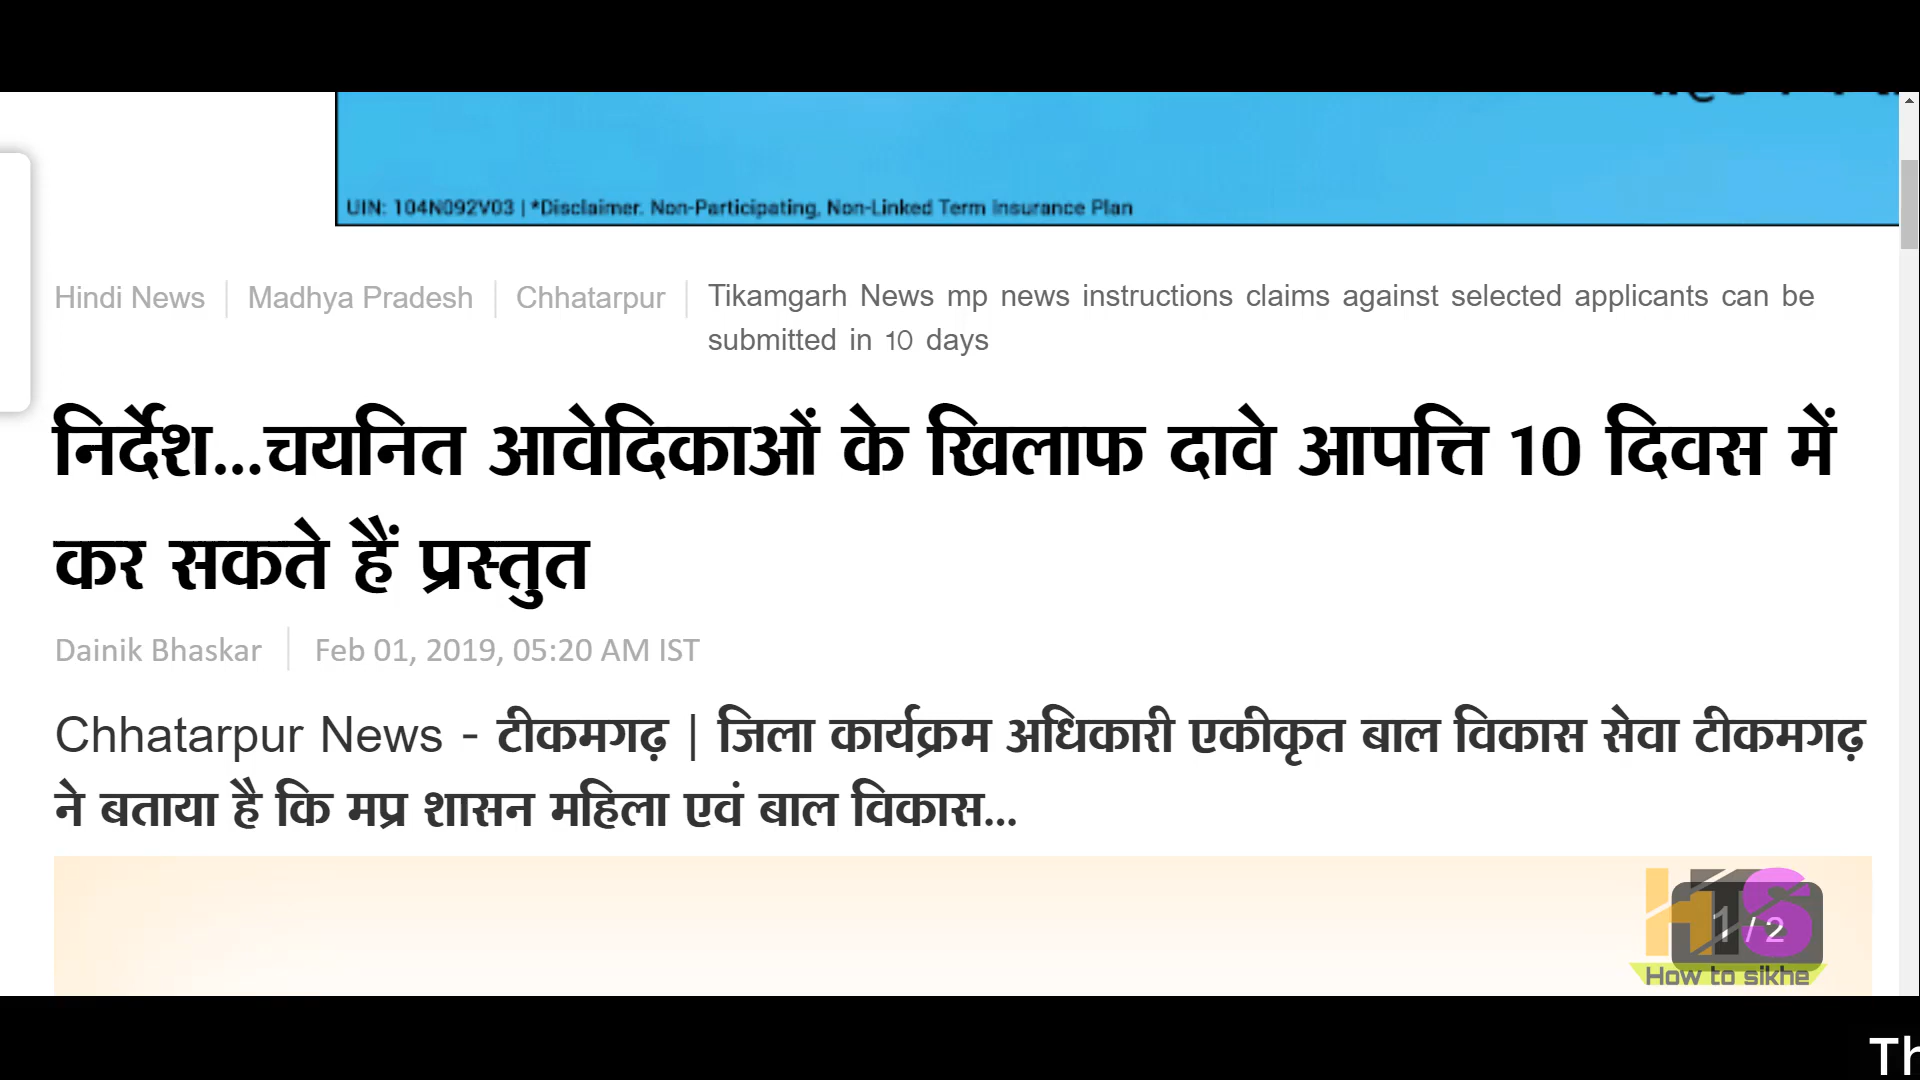 UIN: 104N092V03 | *Disclaimer. Non-Participating, Non-Linked Term Insurance Plan
Hindi News | Madhya Pradesh | Chhatarpur | Tikamgarh News mp news instructions claims against selected applicants can be
submitted in 10 days
निर्देश...चयनित आवेदिकाओं के खिलाफ दावे आपत्ति 10 दिवस में
कर सकते हैं प्रस्तुत
Dainik Bhaskar | Feb 01, 2019, 05:20 AM IST
Chhatarpur News - टीकमगढ़ | जिला कार्यक्रम अधिकारी एकीकृत बाल विकास सेवा टीकमगढ़
ने बताया है कि मप्र शासन महिला एवं बाल विकास...
HTS
1 / 2
How to sikhe
Th